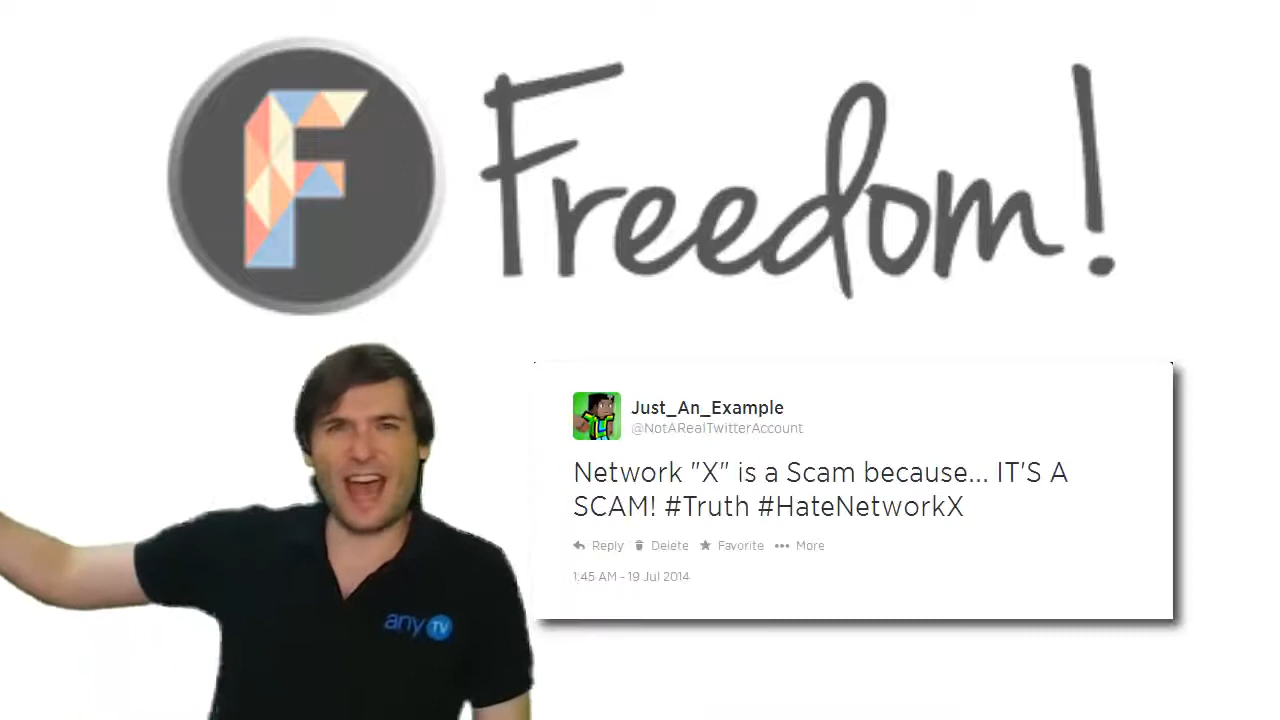 F
Freedom!
Just_An_Example
@NotARealTwitterAccount
Network "X" is a Scam because... IT'S A
SCAM! #Truth #HateNetworkX
Reply Delete Favorite More
1:45 AM - 19 Jul 2014
any TV